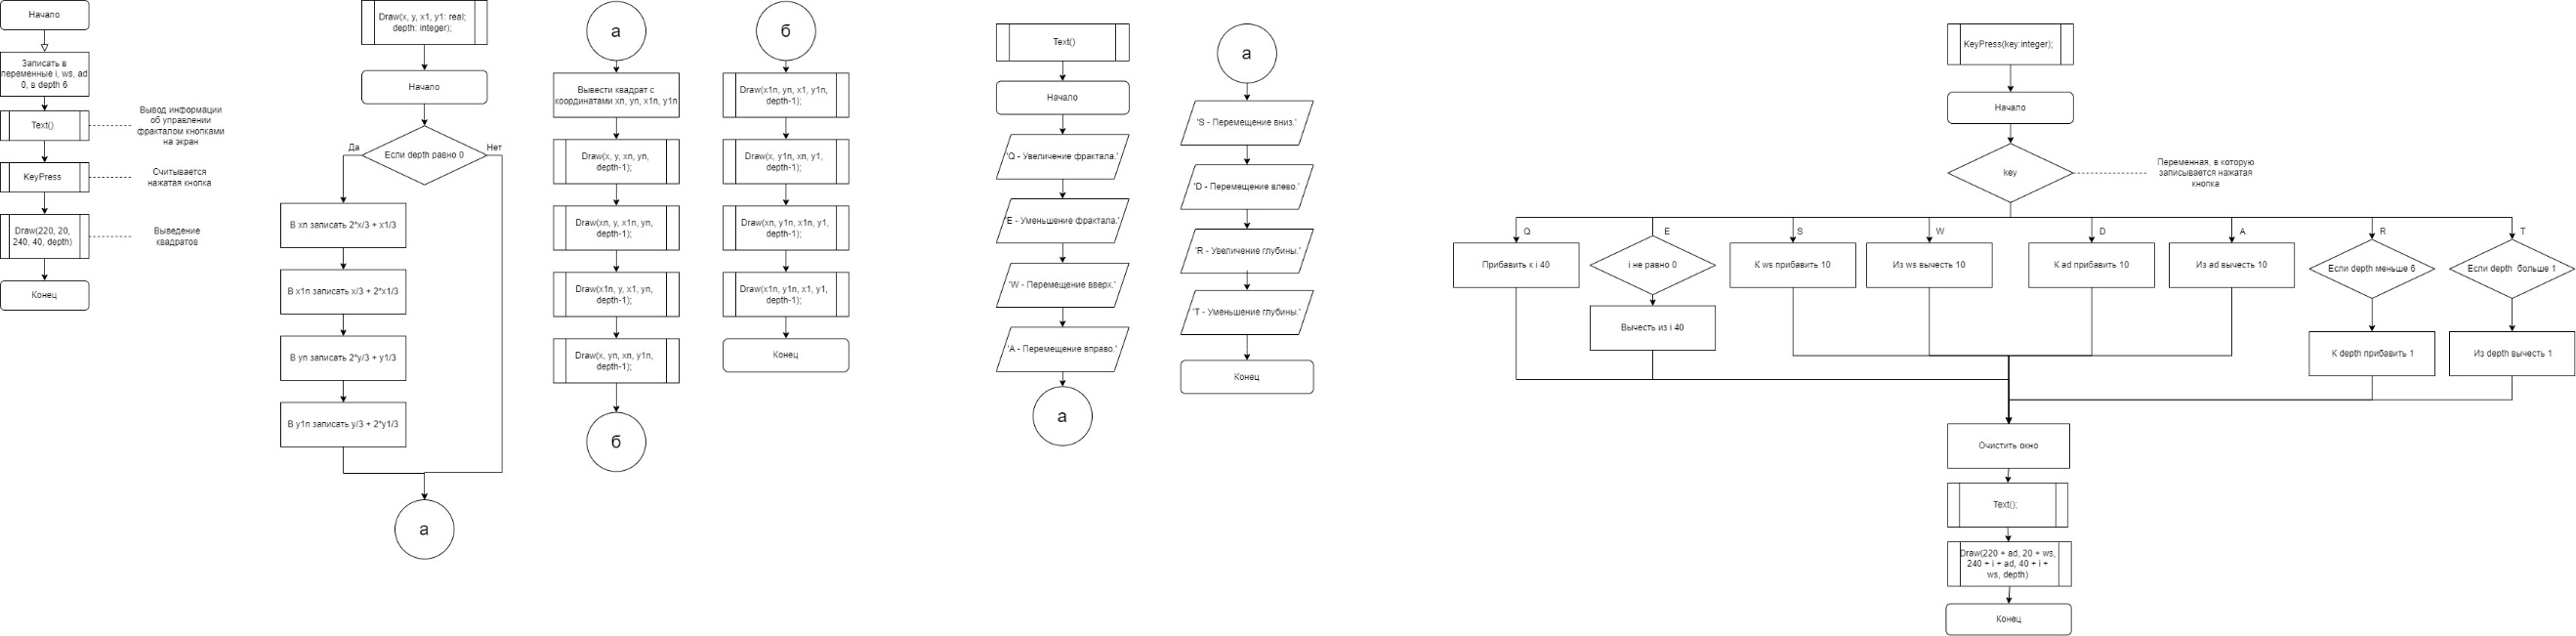 Начало
Записать в
переменные i, ws, ad
0, в depth 6
Text()
Вывод информации
об управлении
фракталом кнопками
на экран
KeyPress
Считывается
нажатая кнопка
Draw(220, 20,
240, 40, depth)
Выведение
квадратов
Конец
Draw(x, y, x1, y1: real;
depth: integer);
Начало
Если depth равно 0
Да
Нет
В xn записать 2*x/3 + x1/3
В x1n записать x/3 + 2*x1/3
В yn записать 2*y/3 + y1/3
В y1n записать y/3 + 2*y1/3
а
а
Вывести квадрат с
координатами xn, yn, x1n, y1n
Draw(x, y, xn, yn,
depth-1);
Draw(xn, y, x1n, yn,
depth-1);
Draw(x1n, y, x1, yn,
depth-1);
Draw(x, yn, xn, y1n,
depth-1);
б
б
Draw(x1n, yn, x1, y1n,
depth-1);
Draw(x, y1n, xn, y1,
depth-1);
Draw(xn, y1n, x1n, y1,
depth-1);
Draw(x1n, y1n, x1, y1,
depth-1);
Конец
Text()
Начало
'Q - Увеличение фрактала.'
'E - Уменьшение фрактала.'
'W - Перемещение вверх.'
'A - Перемещение вправо.'
а
а
'S - Перемещение вниз.'
'D - Перемещение влево.'
'R - Увеличение глубины.'
'T - Уменьшение глубины.'
Конец
KeyPress(key:integer);
Начало
key
Переменная, в которую
записывается нажатая
кнопка
Q
E
S
W
D
A
R
T
Прибавить к i 40
i не равно 0
Вычесть из i 40
К ws прибавить 10
Из ws вычесть 10
К ad прибавить 10
Из ad вычесть 10
Если depth меньше 6
Если depth больше 1
К depth прибавить 1
Из depth вычесть 1
Очистить окно
Text();
Draw(220 + ad, 20 + ws,
240 + i + ad, 40 + i +
ws, depth)
Конец